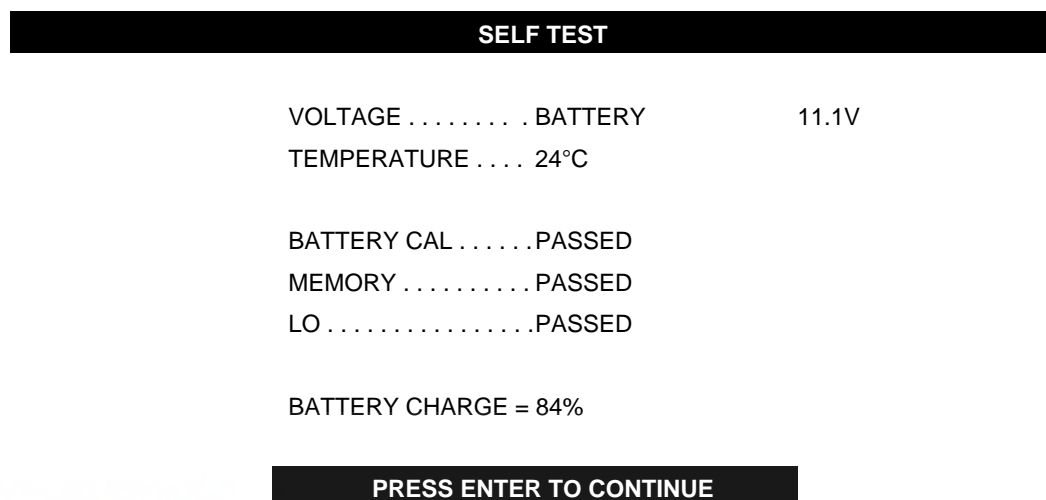 SELF TEST
VOLTAGE . . . . . . . . . BATTERY 11.1V
TEMPERATURE . . . . 24°C
BATTERY CAL . . . . . . PASSED
MEMORY . . . . . . . . . . PASSED
LO . . . . . . . . . . . . . . . . PASSED
BATTERY CHARGE = 84%
PRESS ENTER TO CONTINUE